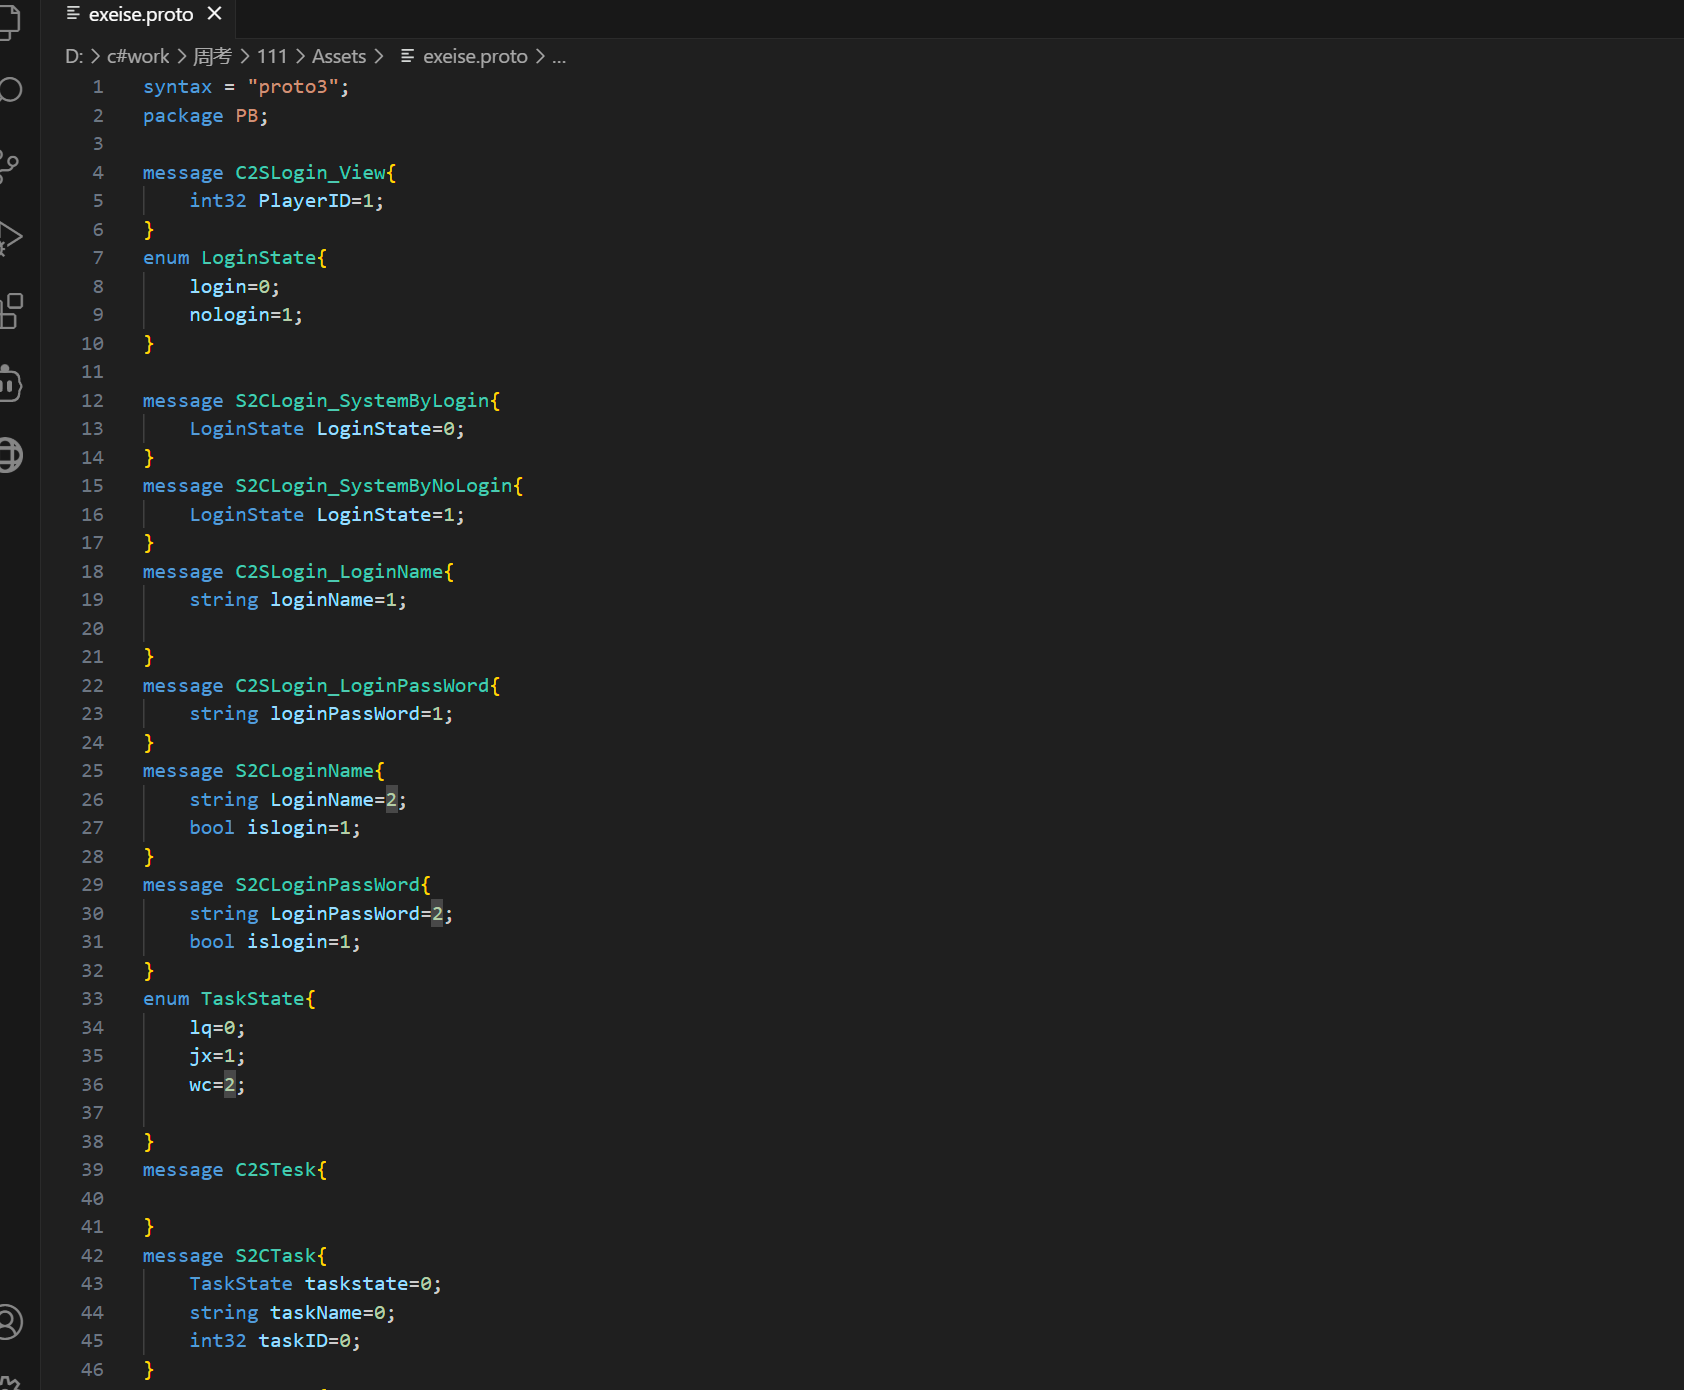 exeise.proto
D: > c#work > 周考 > 111 > Assets > exeise.proto > ...
1 syntax = "proto3";
2 package PB;
3
4 message C2SLogin_View{
5 int32 PlayerID=1;
6 }
7 enum LoginState{
8 login=0;
9 nologin=1;
10 }
11
12 message S2CLogin_SystemByLogin{
13 LoginState LoginState=0;
14 }
15 message S2CLogin_SystemByNoLogin{
16 LoginState LoginState=1;
17 }
18 message C2SLogin_LoginName{
19 string loginName=1;
20
21 }
22 message C2SLogin_LoginPassWord{
23 string loginPassWord=1;
24 }
25 message S2CLoginName{
26 string LoginName=2;
27 bool islogin=1;
28 }
29 message S2CLoginPassWord{
30 string LoginPassWord=2;
31 bool islogin=1;
32 }
33 enum TaskState{
34 lq=0;
35 jx=1;
36 wc=2;
37
38 }
39 message C2STesk{
40
41 }
42 message S2CTask{
43 TaskState taskstate=0;
44 string taskName=0;
45 int32 taskID=0;
46 }